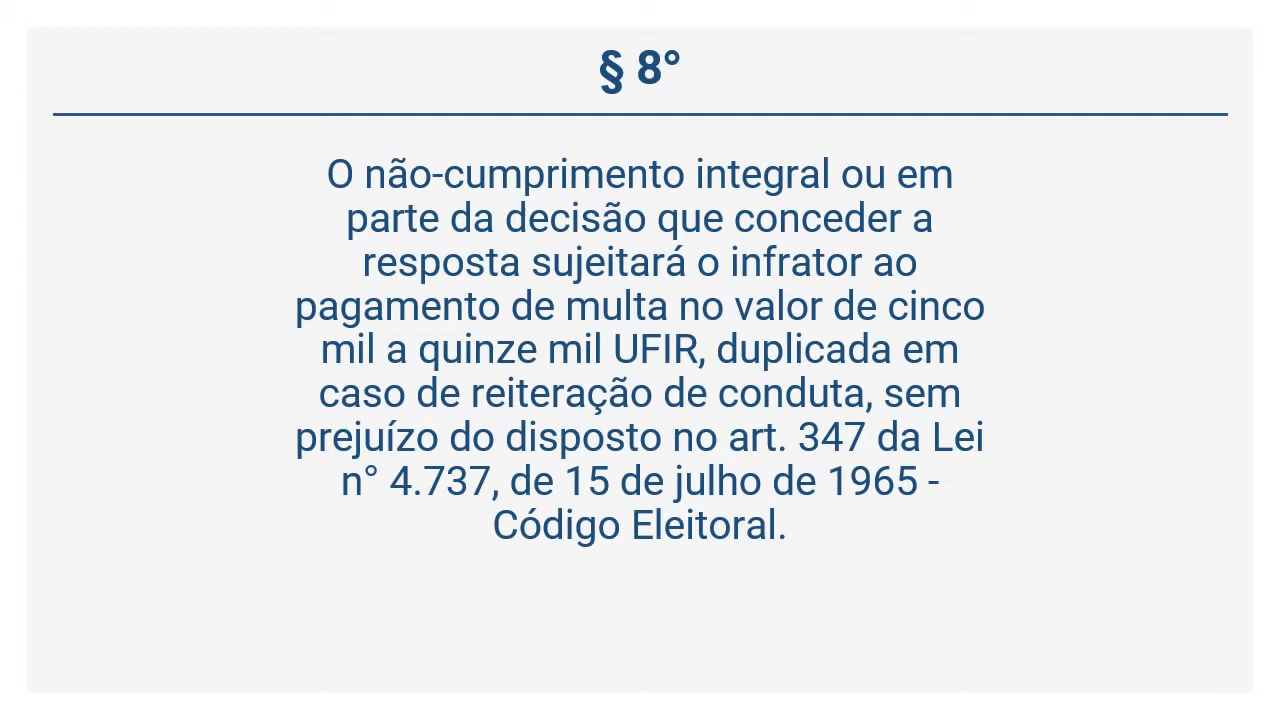 § 8°
O não-cumprimento integral ou em
parte da decisão que conceder a
resposta sujeitará o infrator ao
pagamento de multa no valor de cinco
mil a quinze mil UFIR, duplicada em
caso de reiteração de conduta, sem
prejuízo do disposto no art. 347 da Lei
n° 4.737, de 15 de julho de 1965 -
Código Eleitoral.